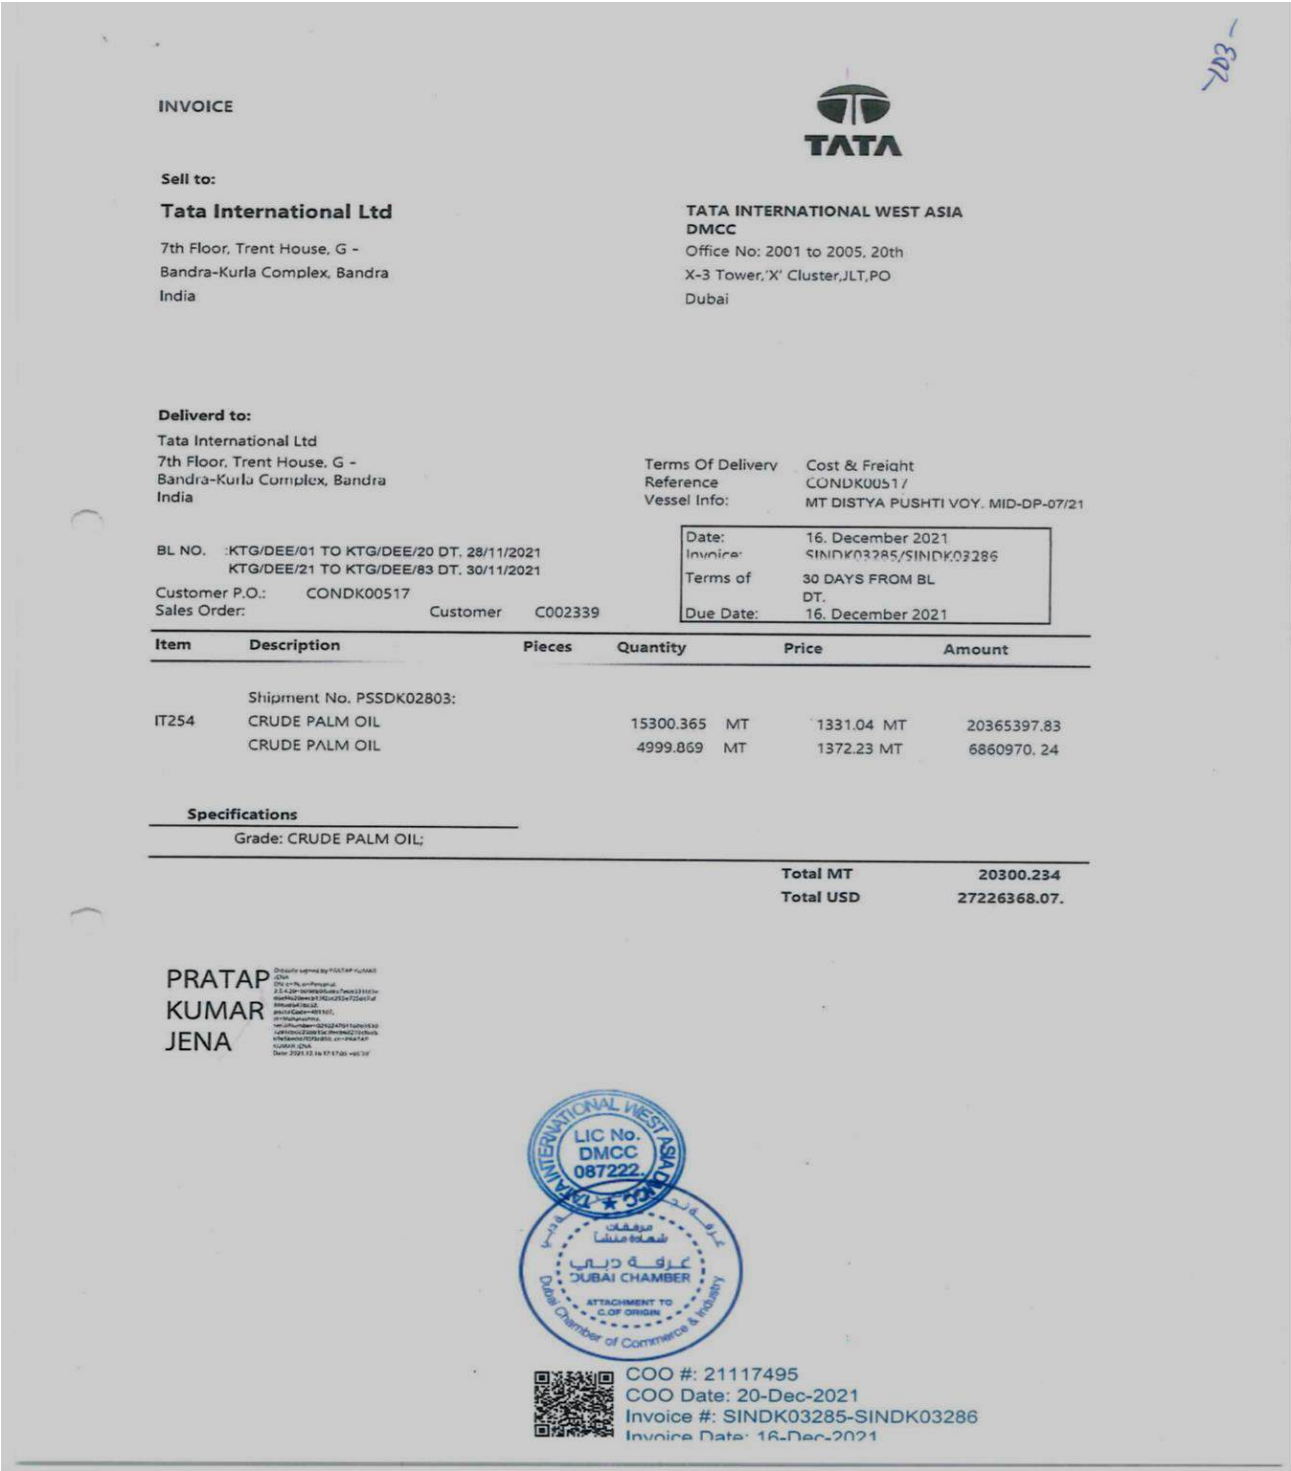 -703-
INVOICE
TATA
Sell to:
Tata International Ltd
7th Floor, Trent House, G –
Bandra-Kurla Complex, Bandra
India
TATA INTERNATIONAL WEST ASIA
DMCC
Office No: 2001 to 2005, 20th
X-3 Tower,'X' Cluster,JLT,PO
Dubai
Deliverd to:
Tata International Ltd
7th Floor, Trent House, G –
Bandra-Kurla Complex, Bandra
India
Terms Of Delivery Cost & Freight
Reference CONDK00517
Vessel Info: MT DISTYA PUSHTI VOY. MID-DP-07/21
BL NO. :KTG/DEE/01 TO KTG/DEE/20 DT. 28/11/2021
KTG/DEE/21 TO KTG/DEE/83 DT. 30/11/2021
Customer P.O.: CONDK00517
Sales Order: Customer C002339
Date: 16. December 2021
Invoice: SINDK03285/SINDK03286
Terms of 30 DAYS FROM BL
DT.
Due Date: 16. December 2021
Item Description Pieces Quantity Price Amount
Shipment No. PSSDK02803:
IT254 CRUDE PALM OIL 15300.365 MT 1331.04 MT 20365397.83
CRUDE PALM OIL 4999.869 MT 1372.23 MT 6860970. 24
Specifications
Grade: CRUDE PALM OIL;
Total MT 20300.234
Total USD 27226368.07.
PRATAP
KUMAR
JENA
Digitally signed by PRATAP KUMAR
JENA
TATA INTERNATIONAL WEST ASIA DMCC
LIC No.
DMCC
087222.
مرفقات
شهادة منشأ
غرفة دبي
DUBAI CHAMBER
ATTACHMENT TO
C.OF ORIGIN
Dubai Chamber of Commerce & Industry
COO #: 21117495
COO Date: 20-Dec-2021
Invoice #: SINDK03285-SINDK03286
Invoice Date: 16-Dec-2021